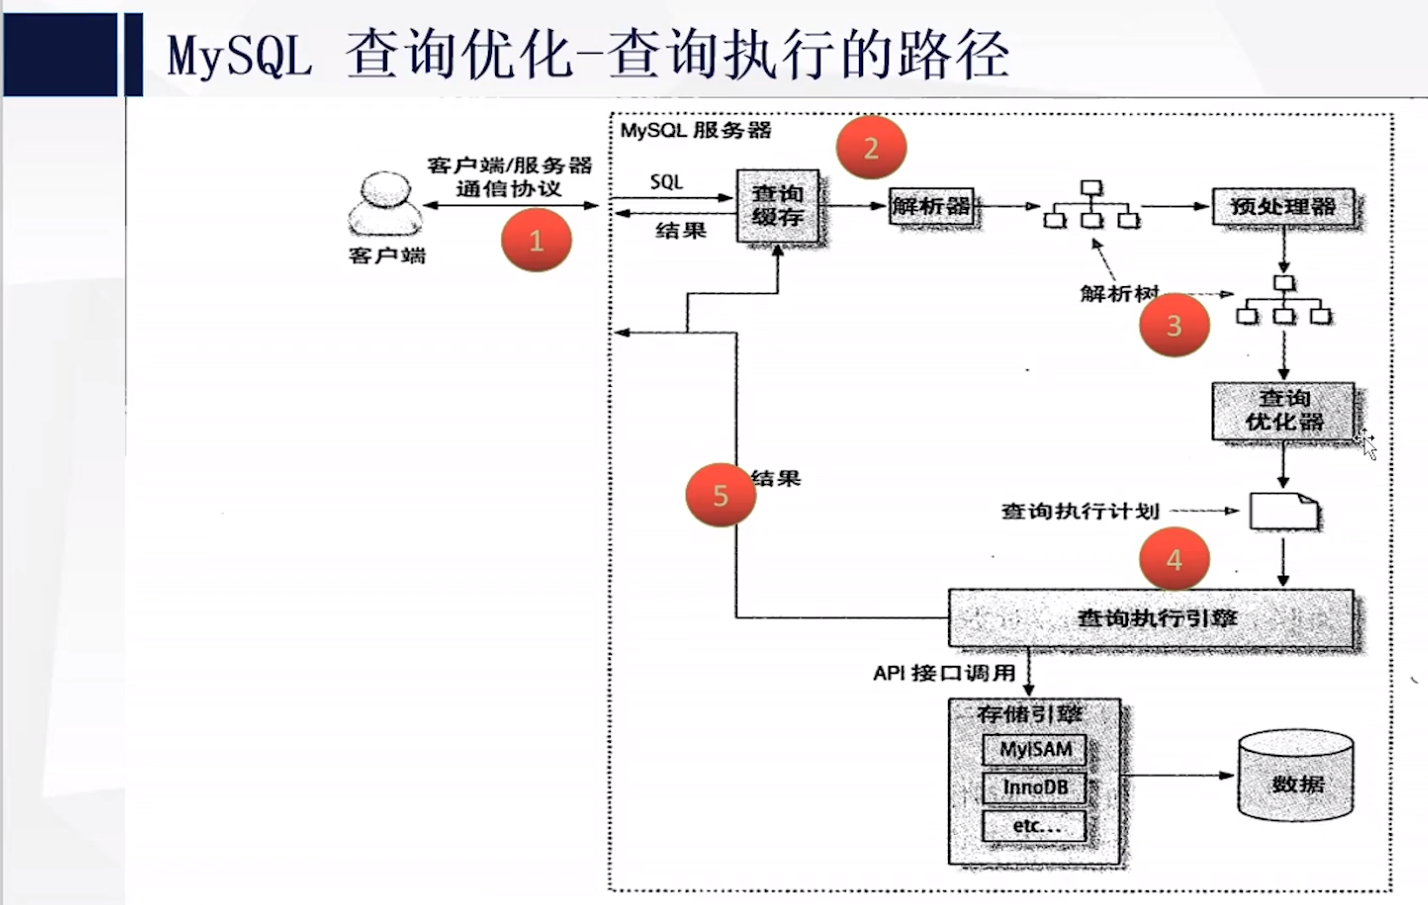 MySQL 查询优化-查询执行的路径
MySQL 服务器
2
客户端/服务器
通信协议
1
客户端
SQL
结果
查询
缓存
解析器
预处理器
解析树
3
查询
优化器
查询执行计划
4
5
结果
查询执行引擎
API 接口调用
存储引擎
MyISAM
InnoDB
etc...
数据